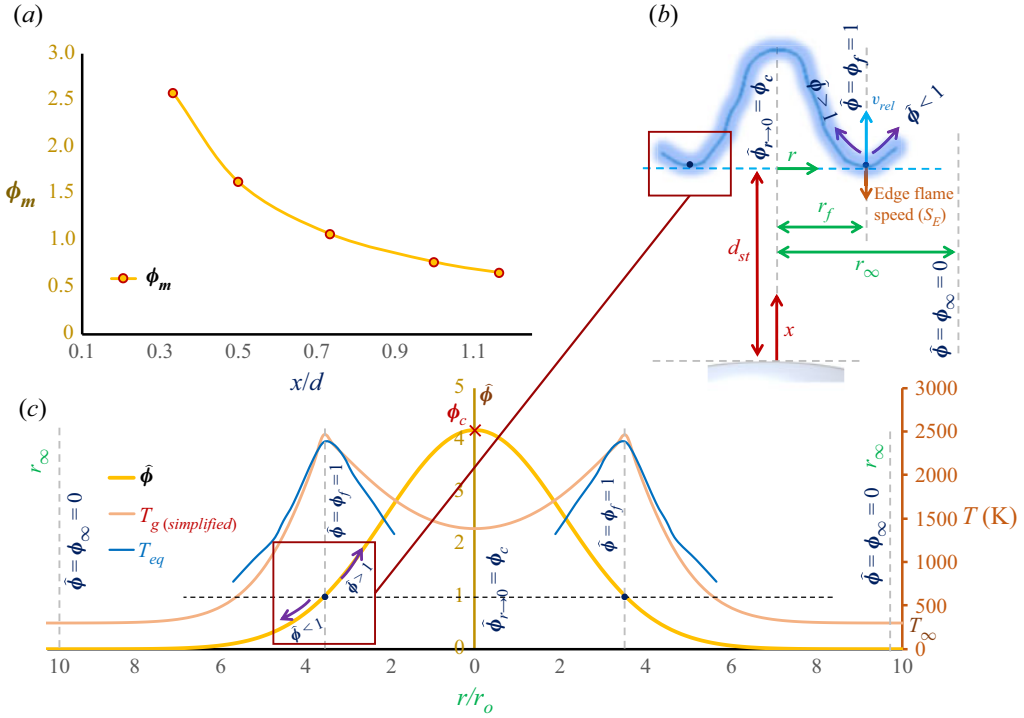 (a)
3.0
2.5
2.0
1.5
1.0
0.5
0
ϕm
ϕm
0.1
0.3
0.5
0.7
0.9
1.1
x/d
(b)
ϕ̂r→0 = ϕc
ϕ̂ < 1
ϕ̂ = ϕf = 1
vrel
ϕ̂ < 1
r
Edge flame
speed (SE)
rf
r∞
dst
x
ϕ̂ = ϕ∞ = 0
(c)
5
4
3
2
1
0
ϕ̂
ϕc
3000
2500
2000
1500
1000
500
0
T (K)
T∞
r∞
r∞
ϕ̂ = ϕ∞ = 0
ϕ̂
Tg (simplified)
Teq
ϕ̂ = ϕf = 1
ϕ̂ > 1
ϕ̂ < 1
ϕ̂r→0 = ϕc
ϕ̂ = ϕf = 1
ϕ̂ = ϕ∞ = 0
10
8
6
4
2
0
2
4
6
8
10
r/ro